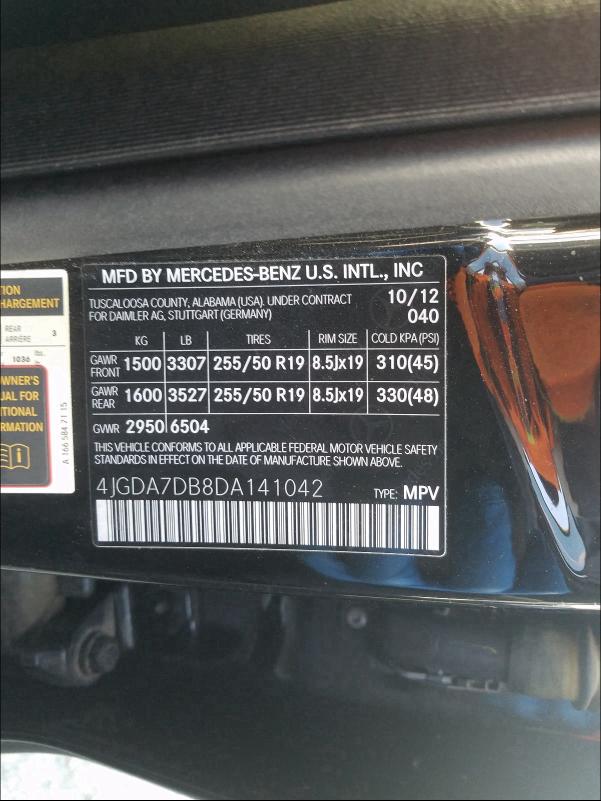 TION
HARGEMENT
REAR
ARRIÈRE 3
1036 lbs.
OWNER'S
UAL FOR
TIONAL
RMATION
A 166 584 71 15
MFD BY MERCEDES-BENZ U.S. INTL., INC
TUSCALOOSA COUNTY, ALABAMA (USA). UNDER CONTRACT 10/12
FOR DAIMLER AG, STUTTGART (GERMANY) 040
KG LB TIRES RIM SIZE COLD KPA (PSI)
GAWR FRONT 1500 3307 255/50 R19 8.5Jx19 310(45)
GAWR REAR 1600 3527 255/50 R19 8.5Jx19 330(48)
GVWR 2950 6504
THIS VEHICLE CONFORMS TO ALL APPLICABLE FEDERAL MOTOR VEHICLE SAFETY
STANDARDS IN EFFECT ON THE DATE OF MANUFACTURE SHOWN ABOVE.
4JGDA7DB8DA141042 TYPE: MPV